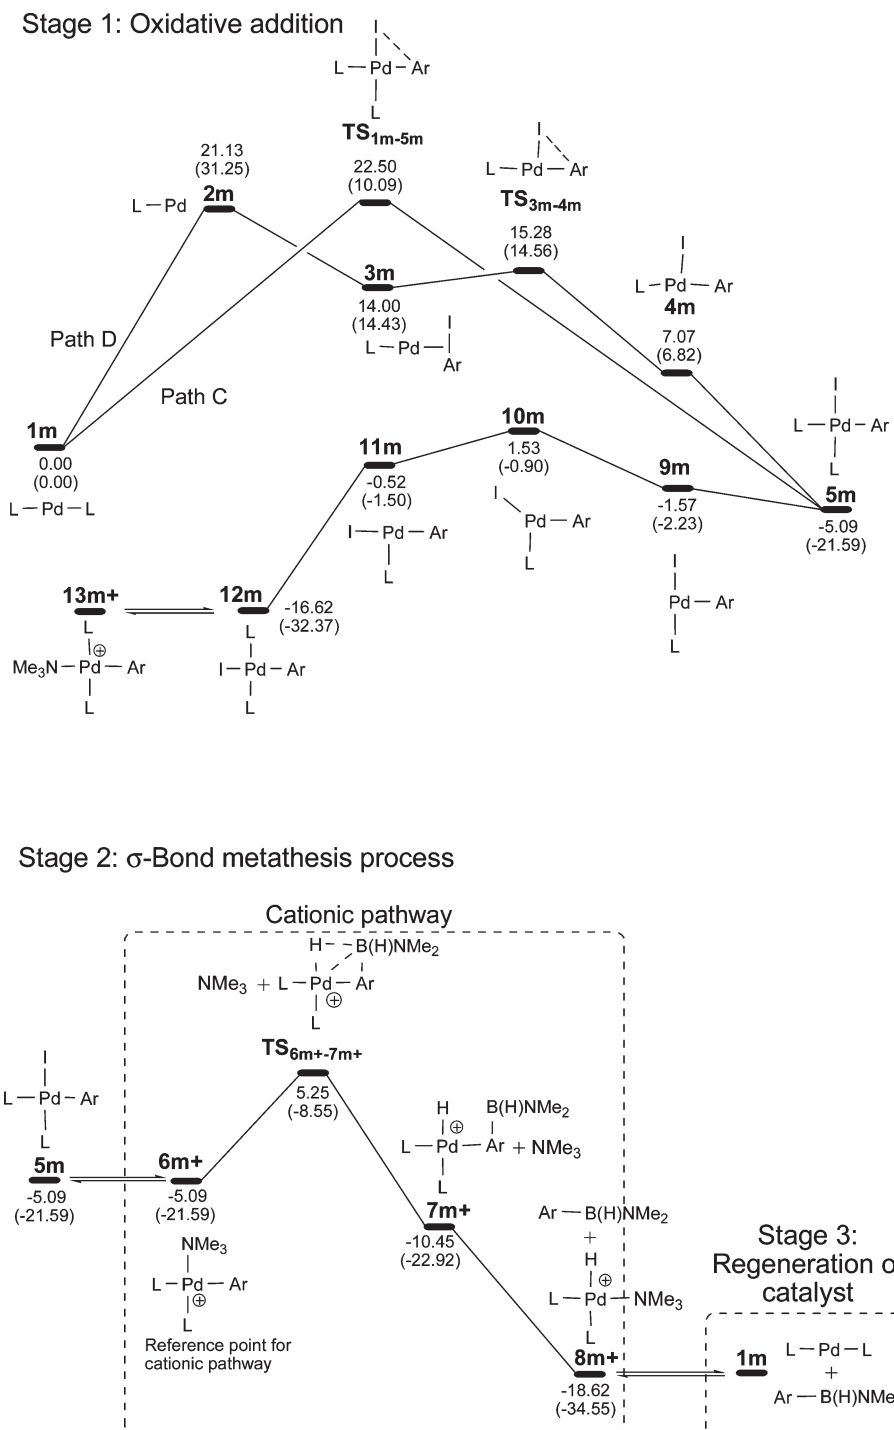 Stage 1: Oxidative addition
I
L Pd Ar
L
TS1m-5m
22.50
(10.09)
I
L Pd Ar
TS3m-4m
15.28
(14.56)
21.13
(31.25)
L Pd 2m
3m
14.00
(14.43)
I
L Pd
Ar
I
L Pd Ar
4m
7.07
(6.82)
Path D
Path C
1m
0.00
(0.00)
L Pd L
I
L Pd Ar
L
5m
-5.09
(-21.59)
11m
-0.52
(-1.50)
I Pd Ar
L
10m
1.53
(-0.90)
I
Pd Ar
L
9m
-1.57
(-2.23)
I
Pd Ar
L
13m+
L
⊕
Me3N Pd Ar
L
12m
-16.62
(-32.37)
L
I Pd Ar
L
Stage 2: σ-Bond metathesis process
Cationic pathway
H B(H)NMe2
NMe3 + L Pd Ar
⊕
L
TS6m+-7m+
5.25
(-8.55)
I
L Pd Ar
L
5m
-5.09
(-21.59)
6m+
-5.09
(-21.59)
NMe3
L Pd Ar
⊕
L
Reference point for
cationic pathway
H B(H)NMe2
⊕
L Pd Ar + NMe3
L
7m+
-10.45
(-22.92)
Ar B(H)NMe2
+
H
⊕
L Pd NMe3
L
8m+
-18.62
(-34.55)
Stage 3:
Regeneration o
catalyst
1m
L Pd L
+
Ar B(H)NMe